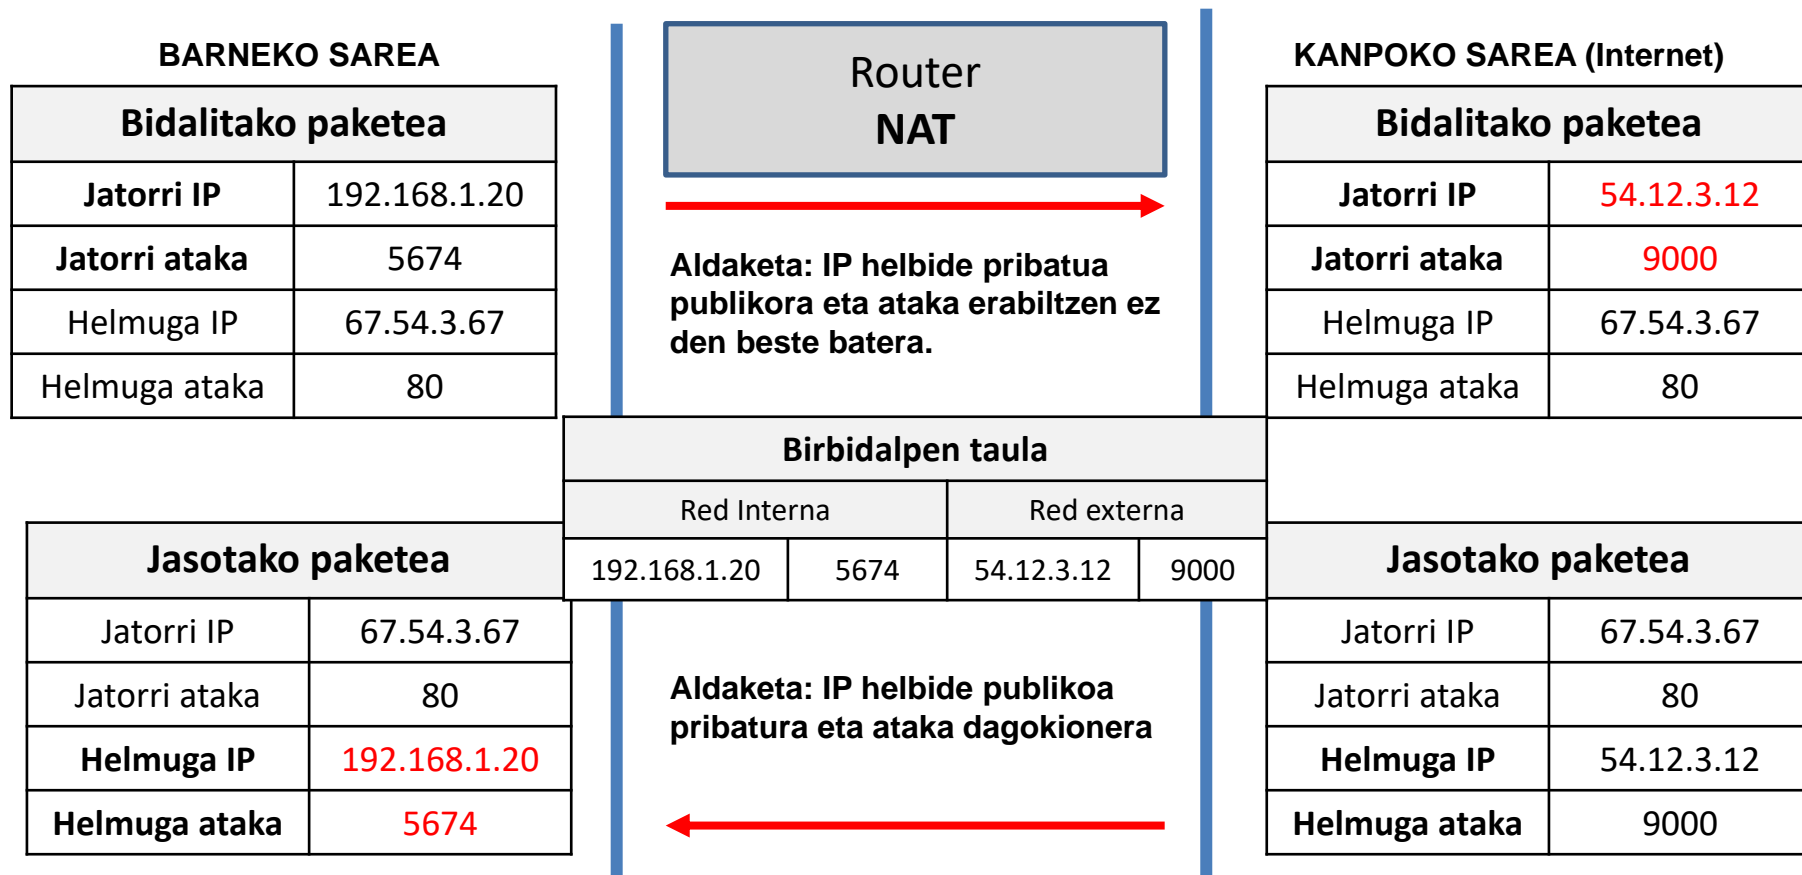 BARNEKO SAREA
Bidalitako paketea
Jatorri IP 192.168.1.20
Jatorri ataka 5674
Helmuga IP 67.54.3.67
Helmuga ataka 80
Router
NAT
Aldaketa: IP helbide pribatua
publikora eta ataka erabiltzen ez
den beste batera.
KANPOKO SAREA (Internet)
Bidalitako paketea
Jatorri IP 54.12.3.12
Jatorri ataka 9000
Helmuga IP 67.54.3.67
Helmuga ataka 80
Birbidalpen taula
Red Interna Red externa
192.168.1.20 5674 54.12.3.12 9000
Jasotako paketea
Jatorri IP 67.54.3.67
Jatorri ataka 80
Helmuga IP 192.168.1.20
Helmuga ataka 5674
Aldaketa: IP helbide publikoa
pribatura eta ataka dagokionera
Jasotako paketea
Jatorri IP 67.54.3.67
Jatorri ataka 80
Helmuga IP 54.12.3.12
Helmuga ataka 9000